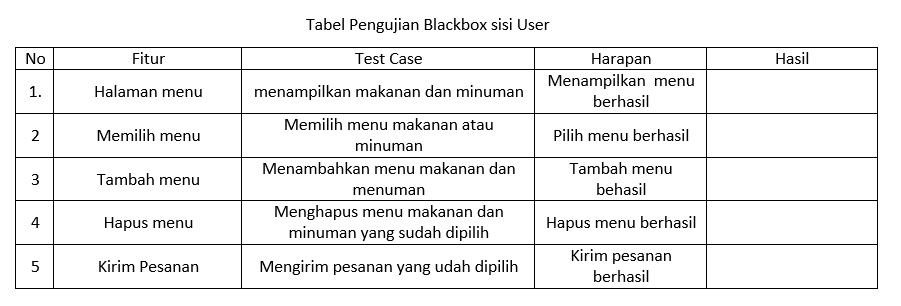 Tabel Pengujian Blackbox sisi User
No Fitur Test Case Harapan Hasil
1. Halaman menu menampilkan makanan dan minuman Menampilkan menu
berhasil
2 Memilih menu Memilih menu makanan atau
minuman Pilih menu berhasil
3 Tambah menu Menambahkan menu makanan dan
menuman Tambah menu
behasil
4 Hapus menu Menghapus menu makanan dan
minuman yang sudah dipilih Hapus menu berhasil
5 Kirim Pesanan Mengirim pesanan yang udah dipilih Kirim pesanan
berhasil